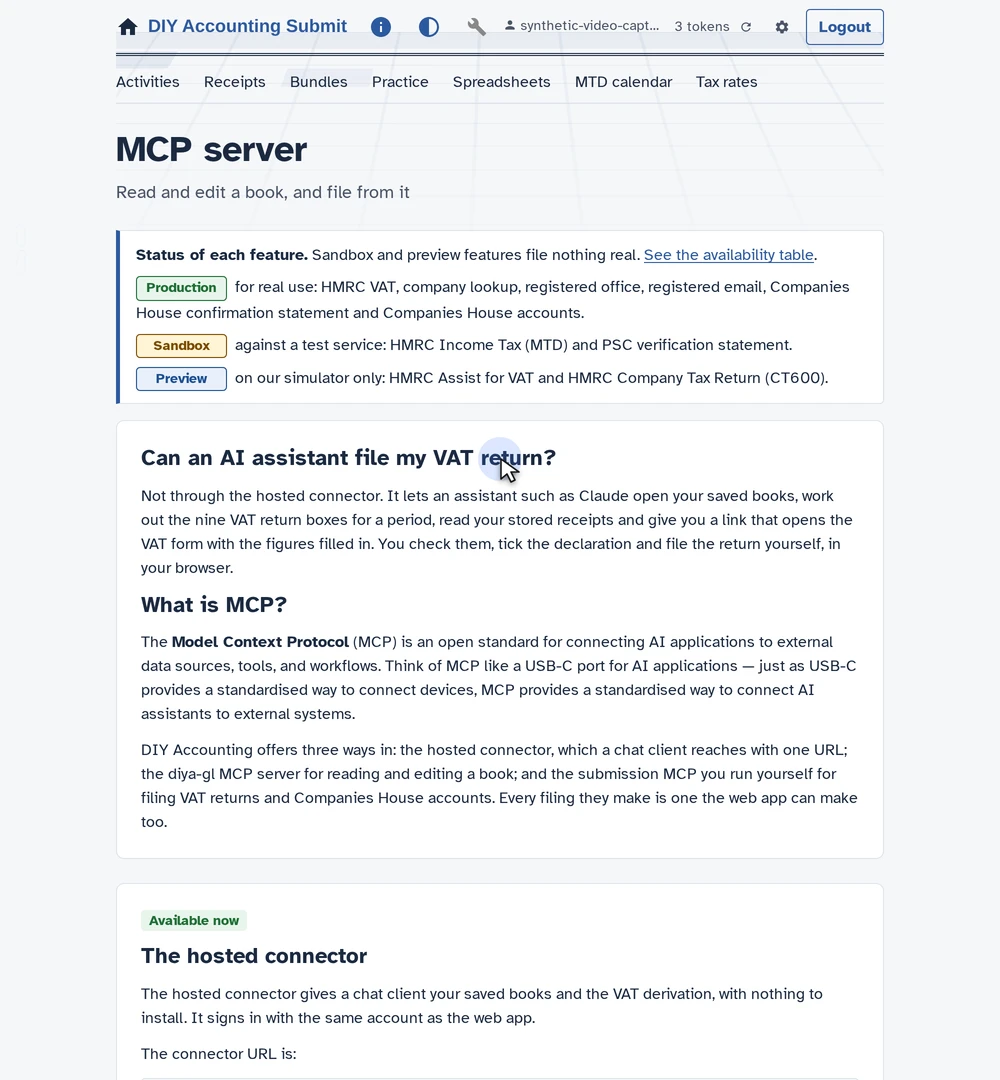 DIY Accounting Submit
synthetic-video-capt... 3 tokens
Logout
Activities Receipts Bundles Practice Spreadsheets MTD calendar Tax rates
MCP server
Read and edit a book, and file from it
Status of each feature. Sandbox and preview features file nothing real. See the availability table.
Production for real use: HMRC VAT, company lookup, registered office, registered email, Companies
House confirmation statement and Companies House accounts.
Sandbox against a test service: HMRC Income Tax (MTD) and PSC verification statement.
Preview on our simulator only: HMRC Assist for VAT and HMRC Company Tax Return (CT600).
Can an AI assistant file my VAT return?
Not through the hosted connector. It lets an assistant such as Claude open your saved books, work
out the nine VAT return boxes for a period, read your stored receipts and give you a link that opens the
VAT form with the figures filled in. You check them, tick the declaration and file the return yourself, in
your browser.
What is MCP?
The Model Context Protocol (MCP) is an open standard for connecting AI applications to external
data sources, tools, and workflows. Think of MCP like a USB-C port for AI applications — just as USB-C
provides a standardised way to connect devices, MCP provides a standardised way to connect AI
assistants to external systems.
DIY Accounting offers three ways in: the hosted connector, which a chat client reaches with one URL;
the diya-gl MCP server for reading and editing a book; and the submission MCP you run yourself for
filing VAT returns and Companies House accounts. Every filing they make is one the web app can make
too.
Available now
The hosted connector
The hosted connector gives a chat client your saved books and the VAT derivation, with nothing to
install. It signs in with the same account as the web app.
The connector URL is: